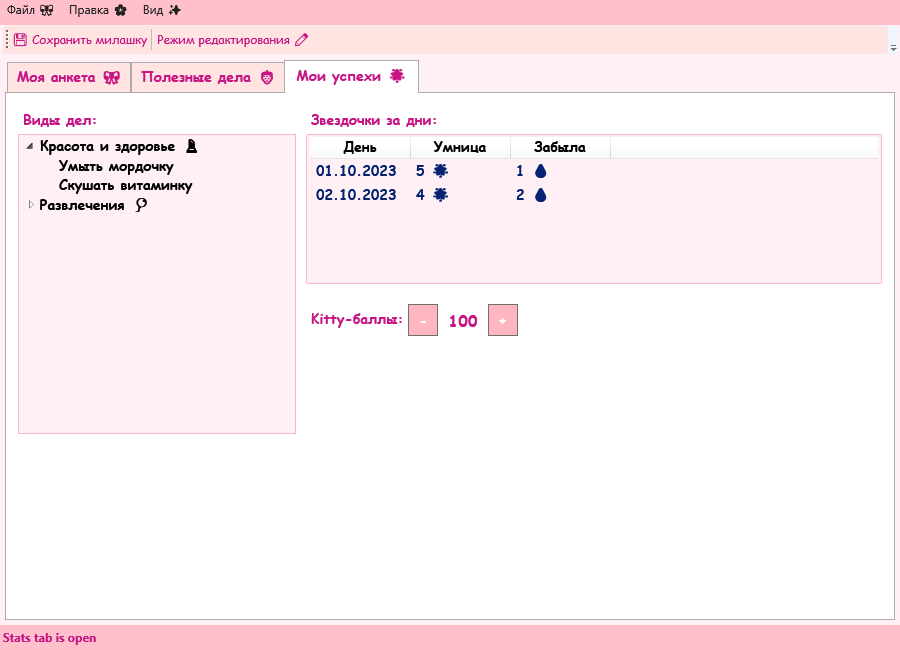 Файл Правка Вид
Сохранить милашку Режим редактирования
Моя анкета Полезные дела Мои успехи
Виды дел:
Красота и здоровье
Умыть мордочку
Скушать витаминку
Развлечения
Звездочки за дни:
День Умница Забыла
01.10.2023 5 1
02.10.2023 4 2
Kitty-баллы: - 100 +
Stats tab is open